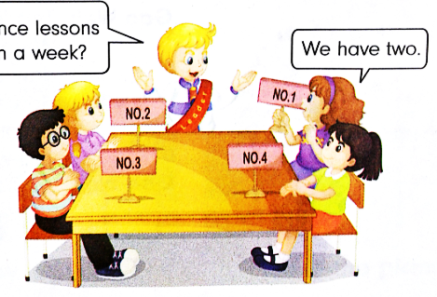 nce lessons
n a week?
We have two.
NO.1
NO.2
NO.3
NO.4